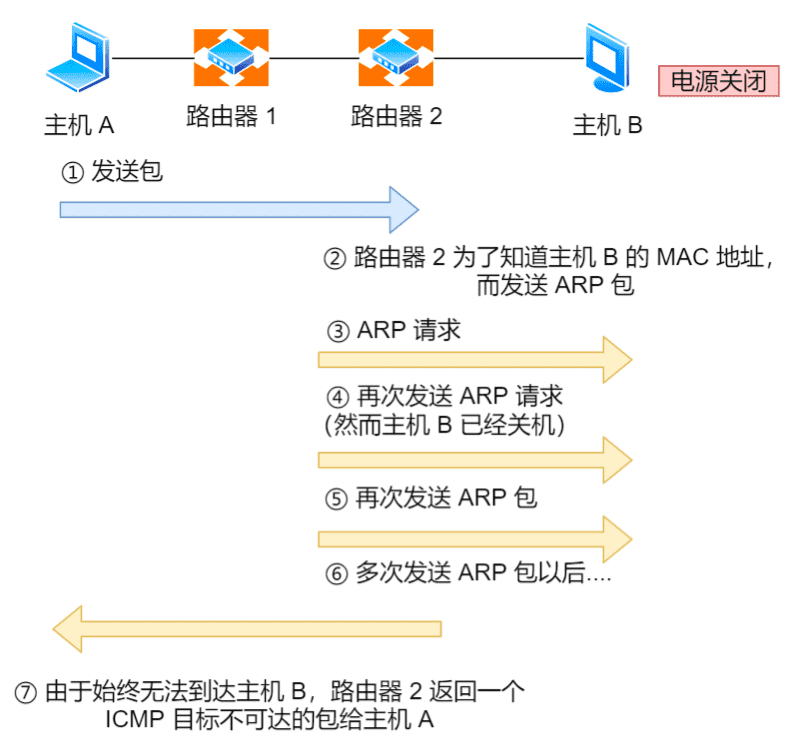 主机 A
路由器 1
路由器 2
主机 B
电源关闭
① 发送包
② 路由器 2 为了知道主机 B 的 MAC 地址，
而发送 ARP 包
③ ARP 请求
④ 再次发送 ARP 请求
（然而主机 B 已经关机）
⑤ 再次发送 ARP 包
⑥ 多次发送 ARP 包以后....
⑦ 由于始终无法到达主机 B，路由器 2 返回一个
ICMP 目标不可达的包给主机 A